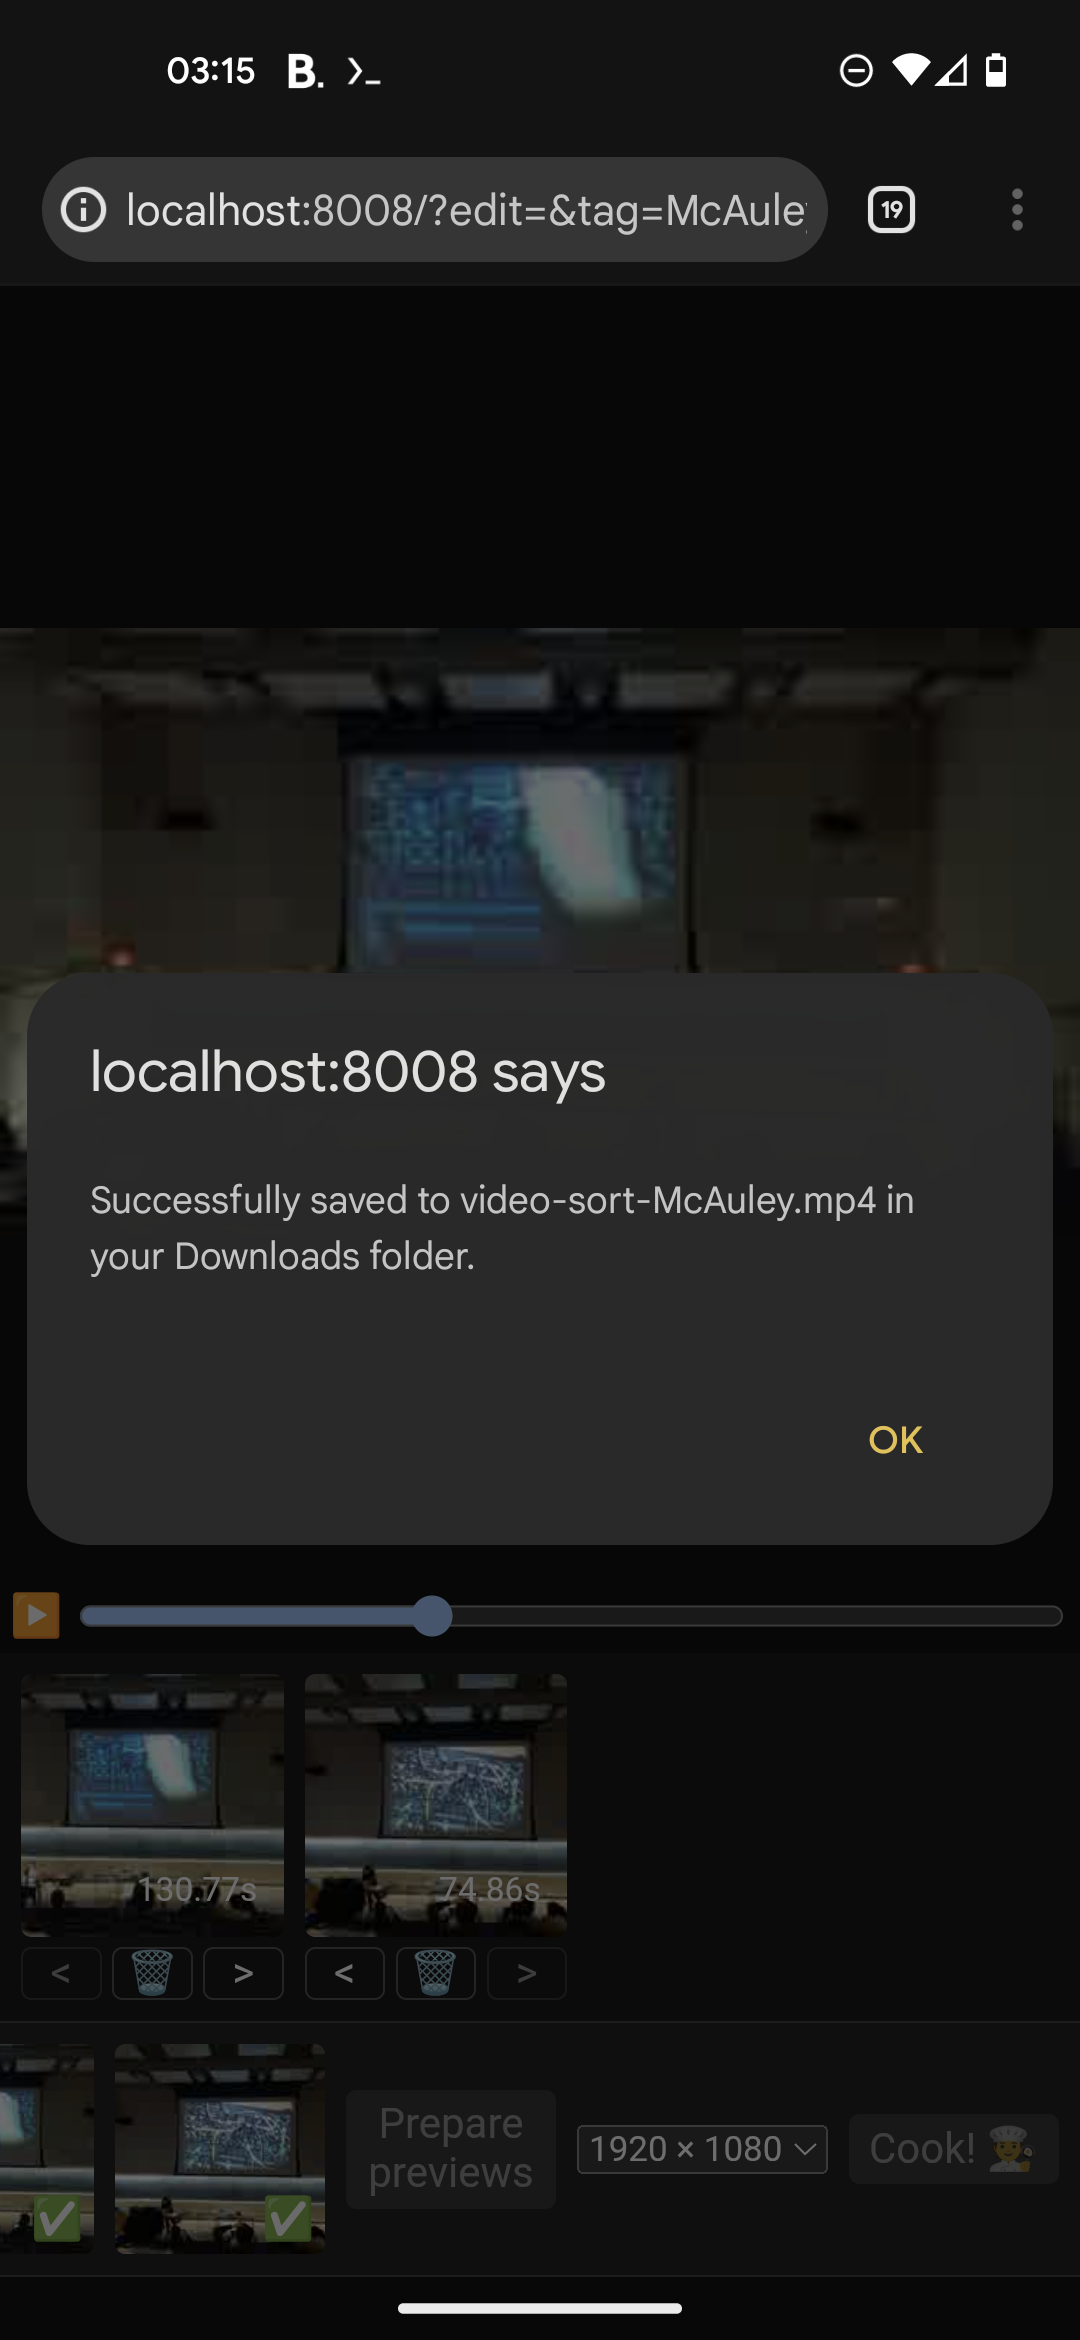 03:15 B. >_
localhost:8008/?edit=&tag=McAuley
19
localhost:8008 says
Successfully saved to video-sort-McAuley.mp4 in
your Downloads folder.
OK
130.77s
74.86s
< > < >
Prepare
previews
1920 × 1080
Cook!